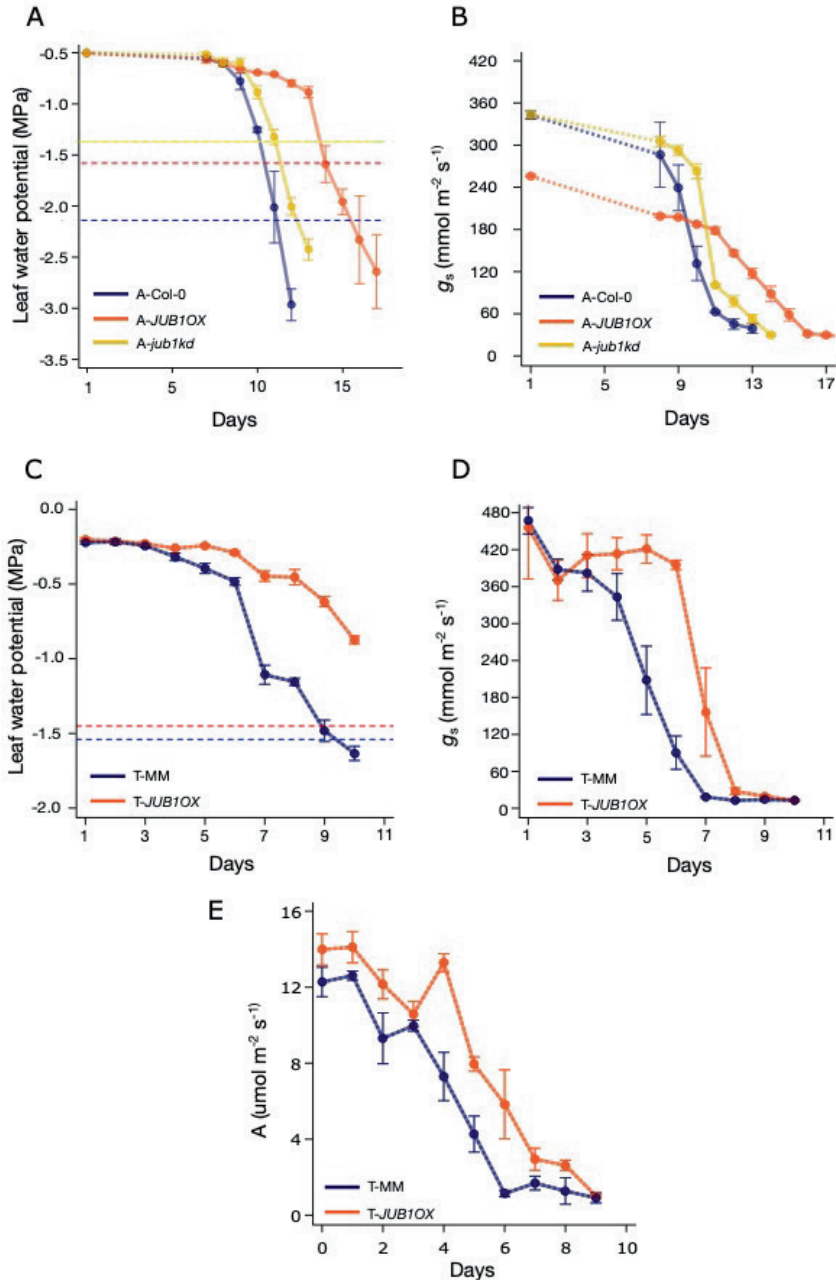 A
Leaf water potential (MPa)
-0.5
-1.0
-1.5
-2.0
-2.5
-3.0
-3.5
A-Col-0
A-JUB1OX
A-jub1kd
1 5 10 15
Days
B
gs (mmol m⁻² s⁻¹)
420
360
300
240
180
120
60
0
A-Col-0
A-JUB1OX
A-jub1kd
1 5 9 13 17
Days
C
Leaf water potential (MPa)
0.0
-0.5
-1.0
-1.5
-2.0
T-MM
T-JUB1OX
1 3 5 7 9 11
Days
D
gs (mmol m⁻² s⁻¹)
480
420
360
300
240
180
120
60
0
T-MM
T-JUB1OX
1 3 5 7 9 11
Days
E
A (umol m⁻² s⁻¹)
16
12
8
4
0
T-MM
T-JUB1OX
0 2 4 6 8 10
Days